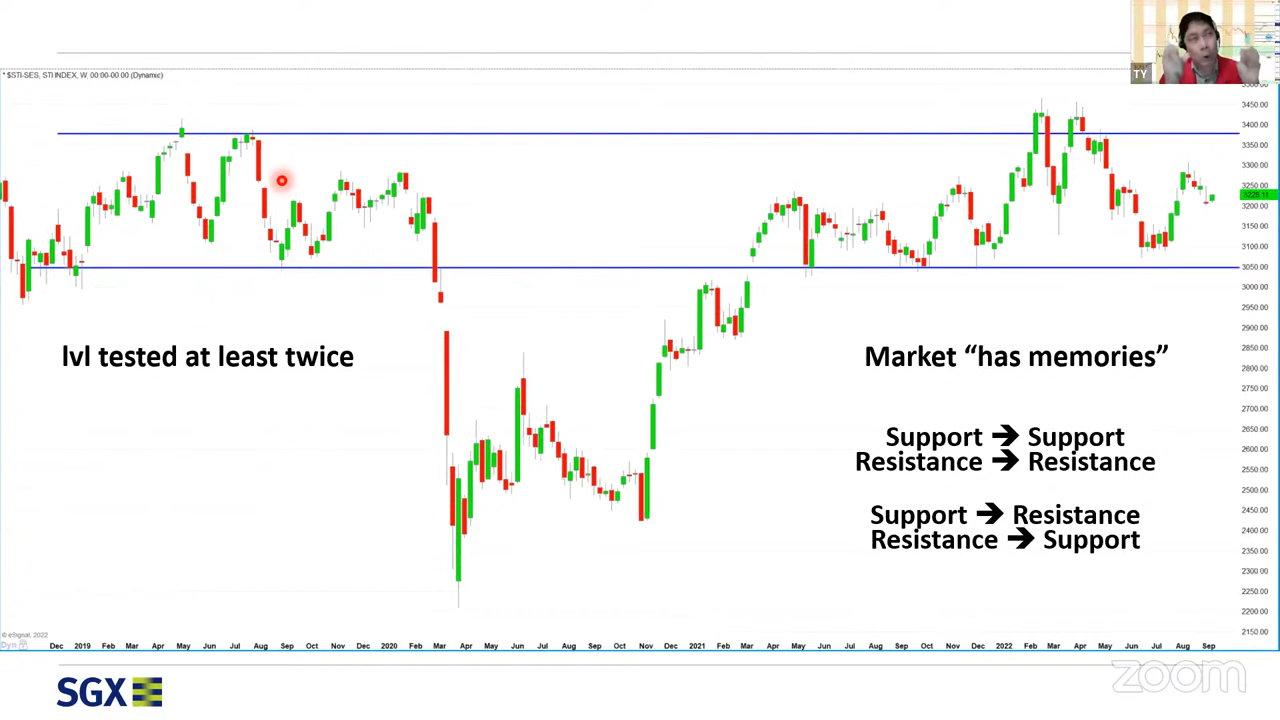 * $STI-SES, STI INDEX, W, 00:00-00:00 (Dynamic)
TY
3450.00
3400.00
3350.00
3300.00
3250.00
3228.11
3200.00
3150.00
3100.00
3050.00
3000.00
2950.00
2900.00
2850.00
2800.00
2750.00
2700.00
2650.00
2600.00
2550.00
2500.00
2450.00
2400.00
2350.00
2300.00
2250.00
2200.00
2150.00
lvl tested at least twice
Market “has memories”
Support ➔ Support
Resistance ➔ Resistance
Support ➔ Resistance
Resistance ➔ Support
© eSignal, 2022
Dyn
Dec 2019 Feb Mar Apr May Jun Jul Aug Sep Oct Nov 2020 Feb Mar Apr May Jun Jul Aug Sep Oct Nov 2021 Feb Mar Apr May Jun Jul Aug Sep Oct Nov 2022 Feb Mar Apr May Jun Jul Aug Sep
SGX
zoom